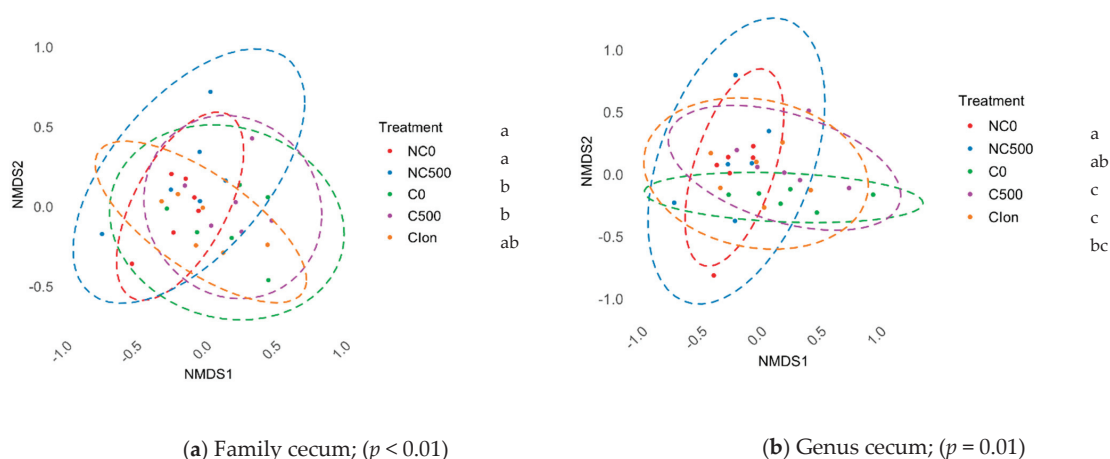 1.0
0.5
0.0
-0.5
NMDS2
-1.0
-0.5
0.0
0.5
1.0
NMDS1
Treatment
NC0 a
NC500 a
C0 b
C500 b
CIon ab
(a) Family cecum; (p < 0.01)
1.0
0.5
0.0
-0.5
-1.0
NMDS2
-1.0
-0.5
0.0
0.5
1.0
NMDS1
Treatment
NC0 a
NC500 ab
C0 c
C500 c
CIon bc
(b) Genus cecum; (p = 0.01)